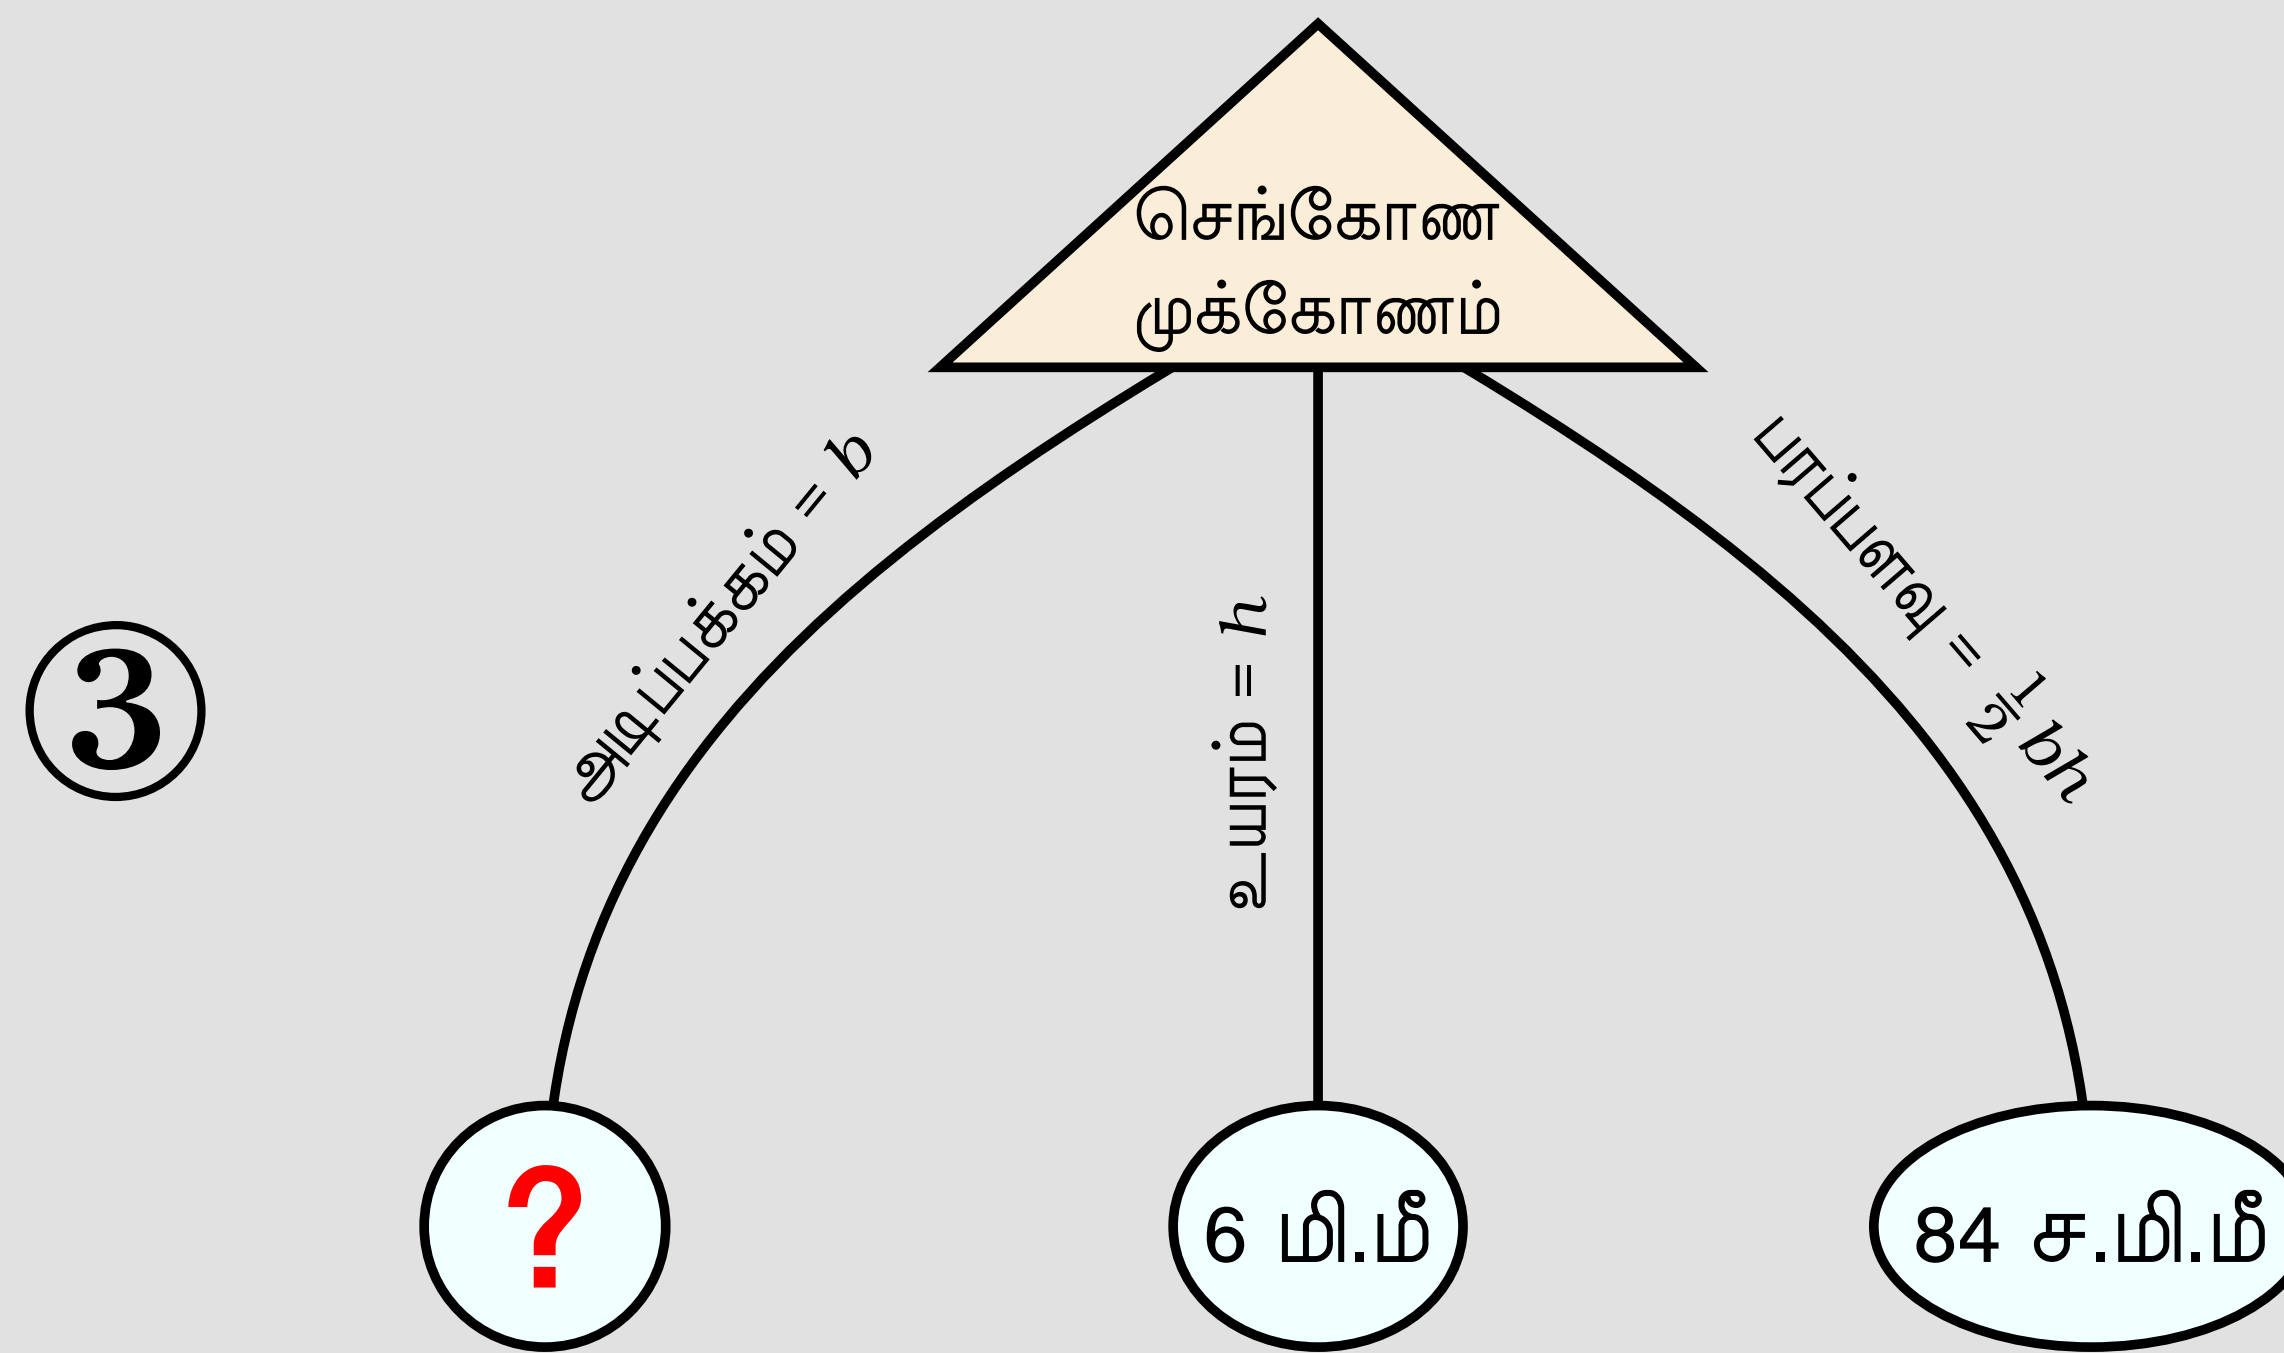 செங்கோண
முக்கோணம்
அடிப்பக்கம் = b
உயரம் = h
பரப்பளவு = 1/2 bh
3
?
6 மி.மீ
84 ச.மி.மீ